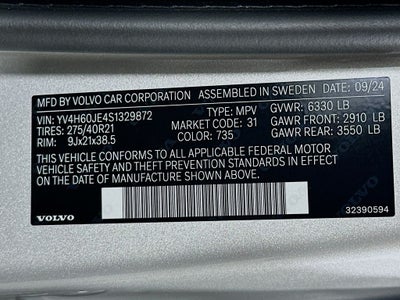 MFD BY VOLVO CAR CORPORATION ASSEMBLED IN SWEDEN 09/24
VIN: YV4H60JE4S1329872 TYPE: MPV GVWR: 6330 LB
TIRES: 275/40R21 MARKET CODE: 31 FRONT GAWR: 2910 LB
RIM: 9Jx21x38.5 COLOR: 735 REAR GAWR: 3550 LB
THIS VEHICLE CONFORMS TO ALL APPLICABLE FEDERAL MOTOR
VEHICLE SAFETY AND THEFT PREVENTION STANDARDS IN EFFECT ON
THE DATE OF MANUFACTURE SHOWN ABOVE.
VOLVO 32390594